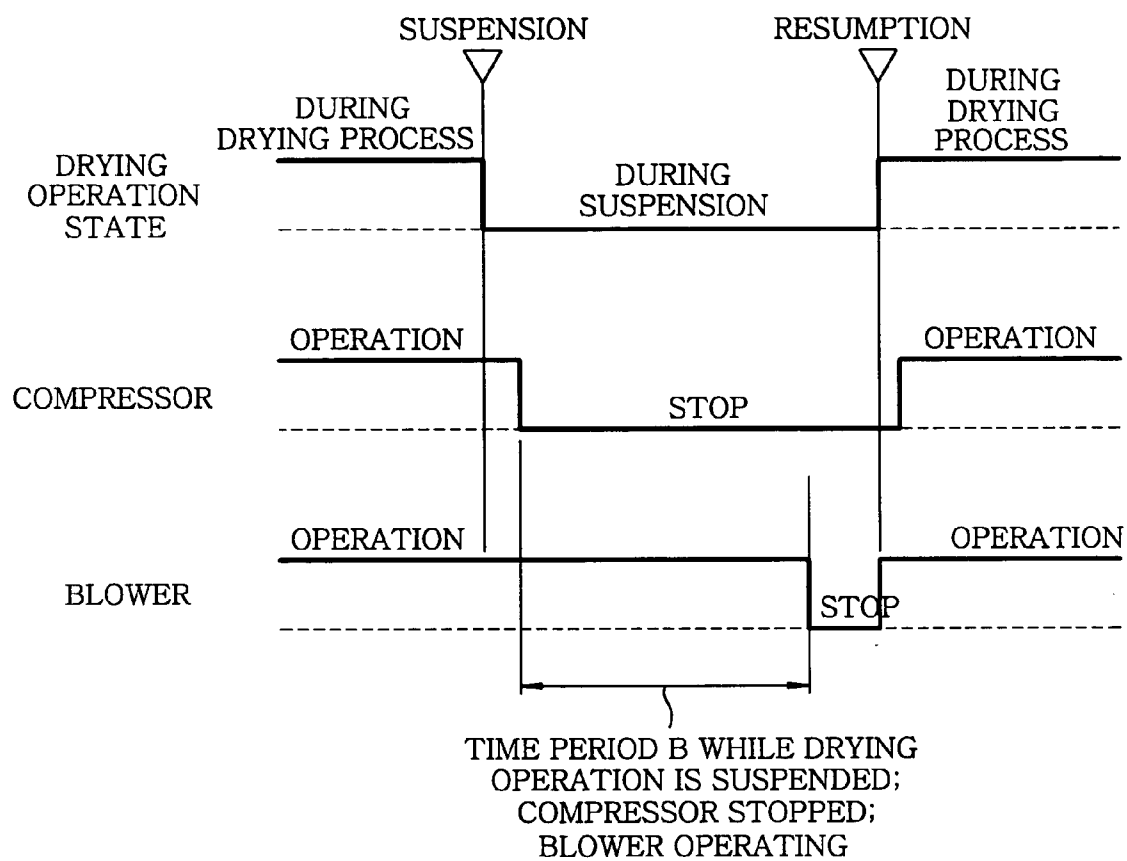 SUSPENSION
RESUMPTION
DURING
DRYING PROCESS
DURING
DRYING
PROCESS
DRYING
OPERATION
STATE
DURING
SUSPENSION
OPERATION
OPERATION
COMPRESSOR
STOP
OPERATION
OPERATION
BLOWER
STOP
TIME PERIOD B WHILE DRYING
OPERATION IS SUSPENDED;
COMPRESSOR STOPPED;
BLOWER OPERATING